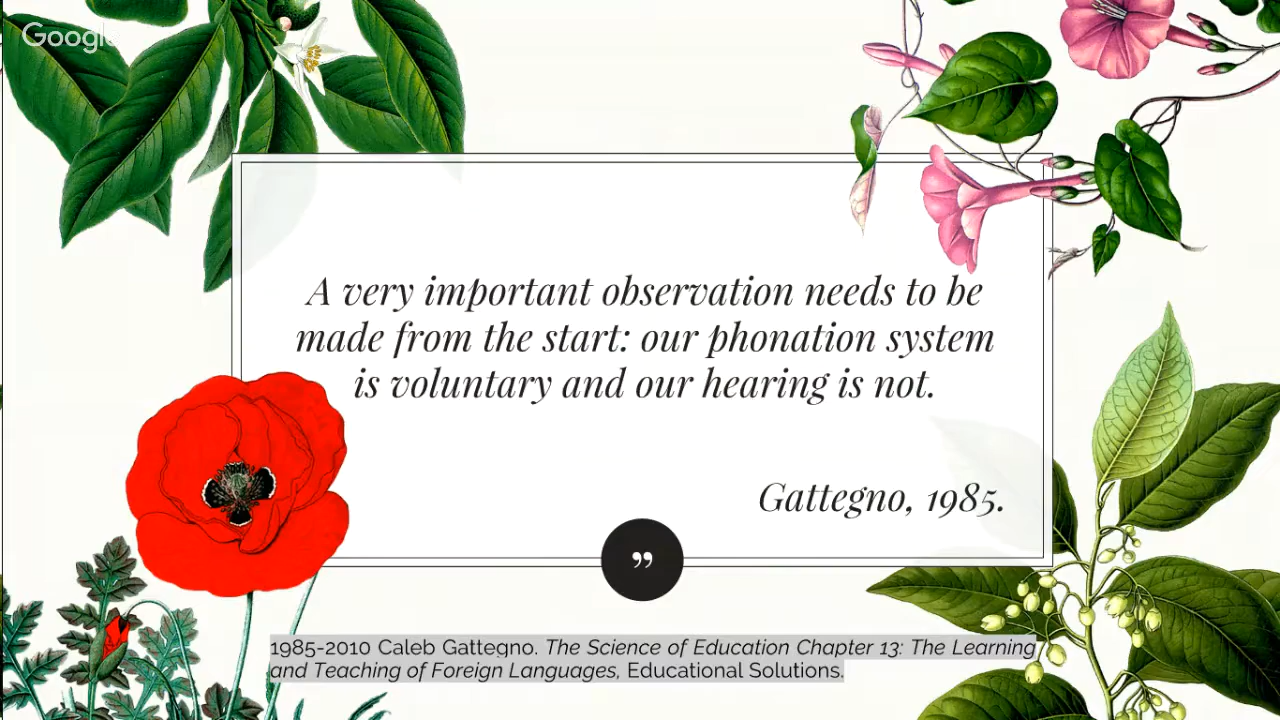 Google
A very important observation needs to be
made from the start: our phonation system
is voluntary and our hearing is not.
Gattegno, 1985.
”
1985-2010 Caleb Gattegno. The Science of Education Chapter 13: The Learning
and Teaching of Foreign Languages, Educational Solutions.